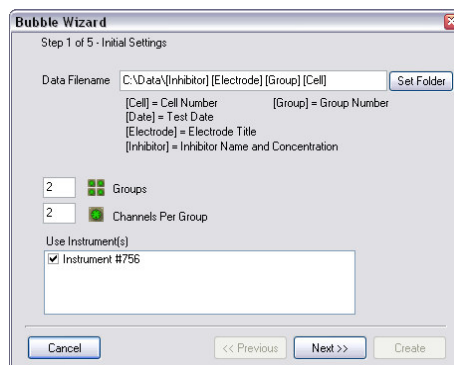 Bubble Wizard
Step 1 of 5 - Initial Settings
Data Filename C:\Data\[Inhibitor] [Electrode] [Group] [Cell] Set Folder
[Cell] = Cell Number [Group] = Group Number
[Date] = Test Date
[Electrode] = Electrode Title
[Inhibitor] = Inhibitor Name and Concentration
2 Groups
2 Channels Per Group
Use Instrument(s)
Instrument #756
Cancel << Previous Next >> Create